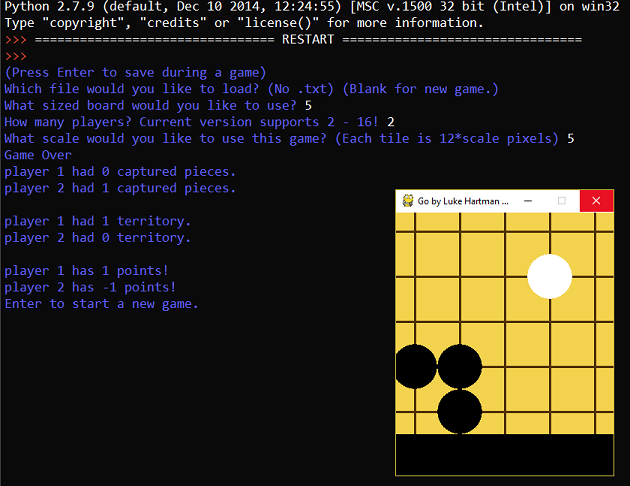 Python 2.7.9 (default, Dec 10 2014, 12:24:55) [MSC v.1500 32 bit (Intel)] on win32
Type "copyright", "credits" or "license()" for more information.
>>> ================================ RESTART ================================
>>>
(Press Enter to save during a game)
Which file would you like to load? (No .txt) (Blank for new game.)
What sized board would you like to use? 5
How many players? Current version supports 2 - 16! 2
What scale would you like to use this game? (Each tile is 12*scale pixels) 5
Game Over
player 1 had 0 captured pieces.
player 2 had 1 captured pieces.
player 1 had 1 territory.
player 2 had 0 territory.
player 1 has 1 points!
player 2 has -1 points!
Enter to start a new game.
Go by Luke Hartman ...